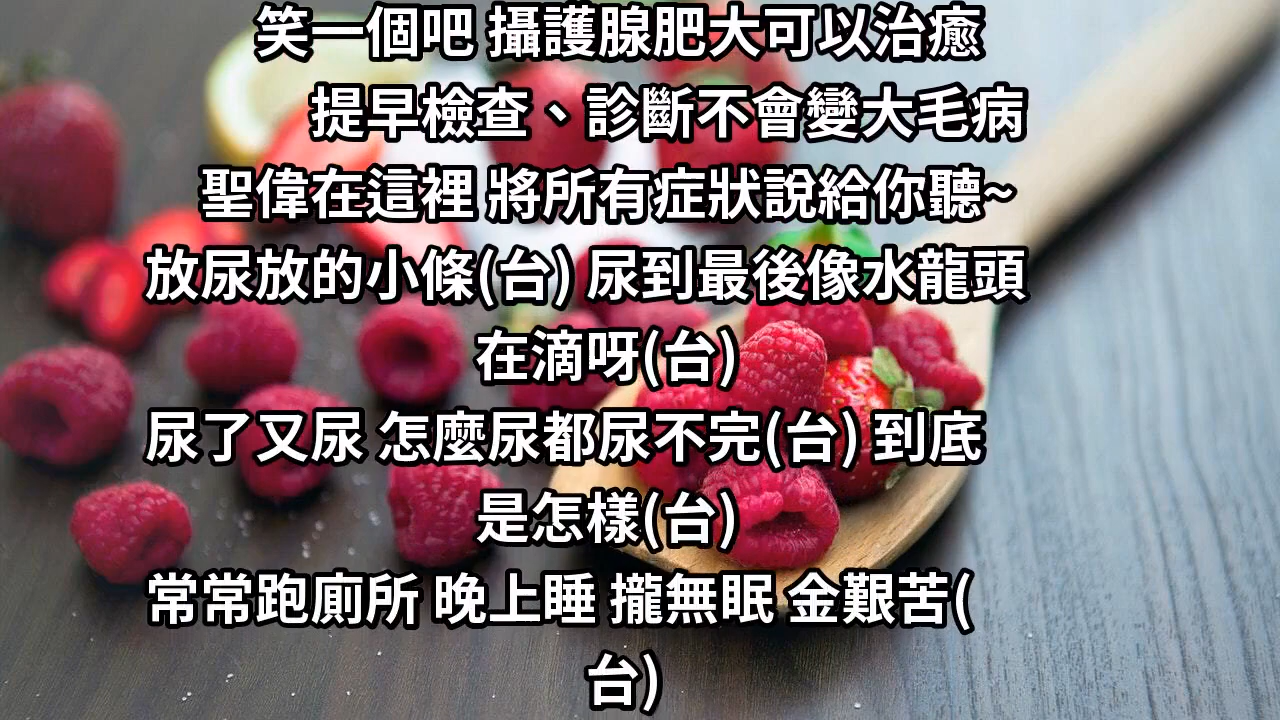 笑一個吧 攝護腺肥大可以治癒
提早檢查、診斷不會變大毛病
聖偉在這裡 將所有症狀說給你聽~
放尿放的小條(台) 尿到最後像水龍頭
在滴呀(台)
尿了又尿 怎麼尿都尿不完(台) 到底
是怎樣(台)
常常跑廁所 晚上睡 攏無眠 金艱苦(
台)